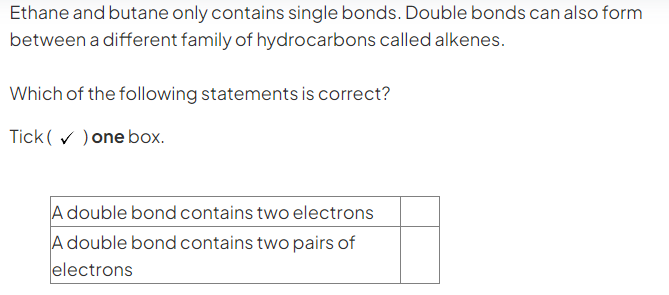 Ethane and butane only contains single bonds. Double bonds can also form
between a different family of hydrocarbons called alkenes.
Which of the following statements is correct?
Tick ( ✓ ) one box.
A double bond contains two electrons
A double bond contains two pairs of
electrons